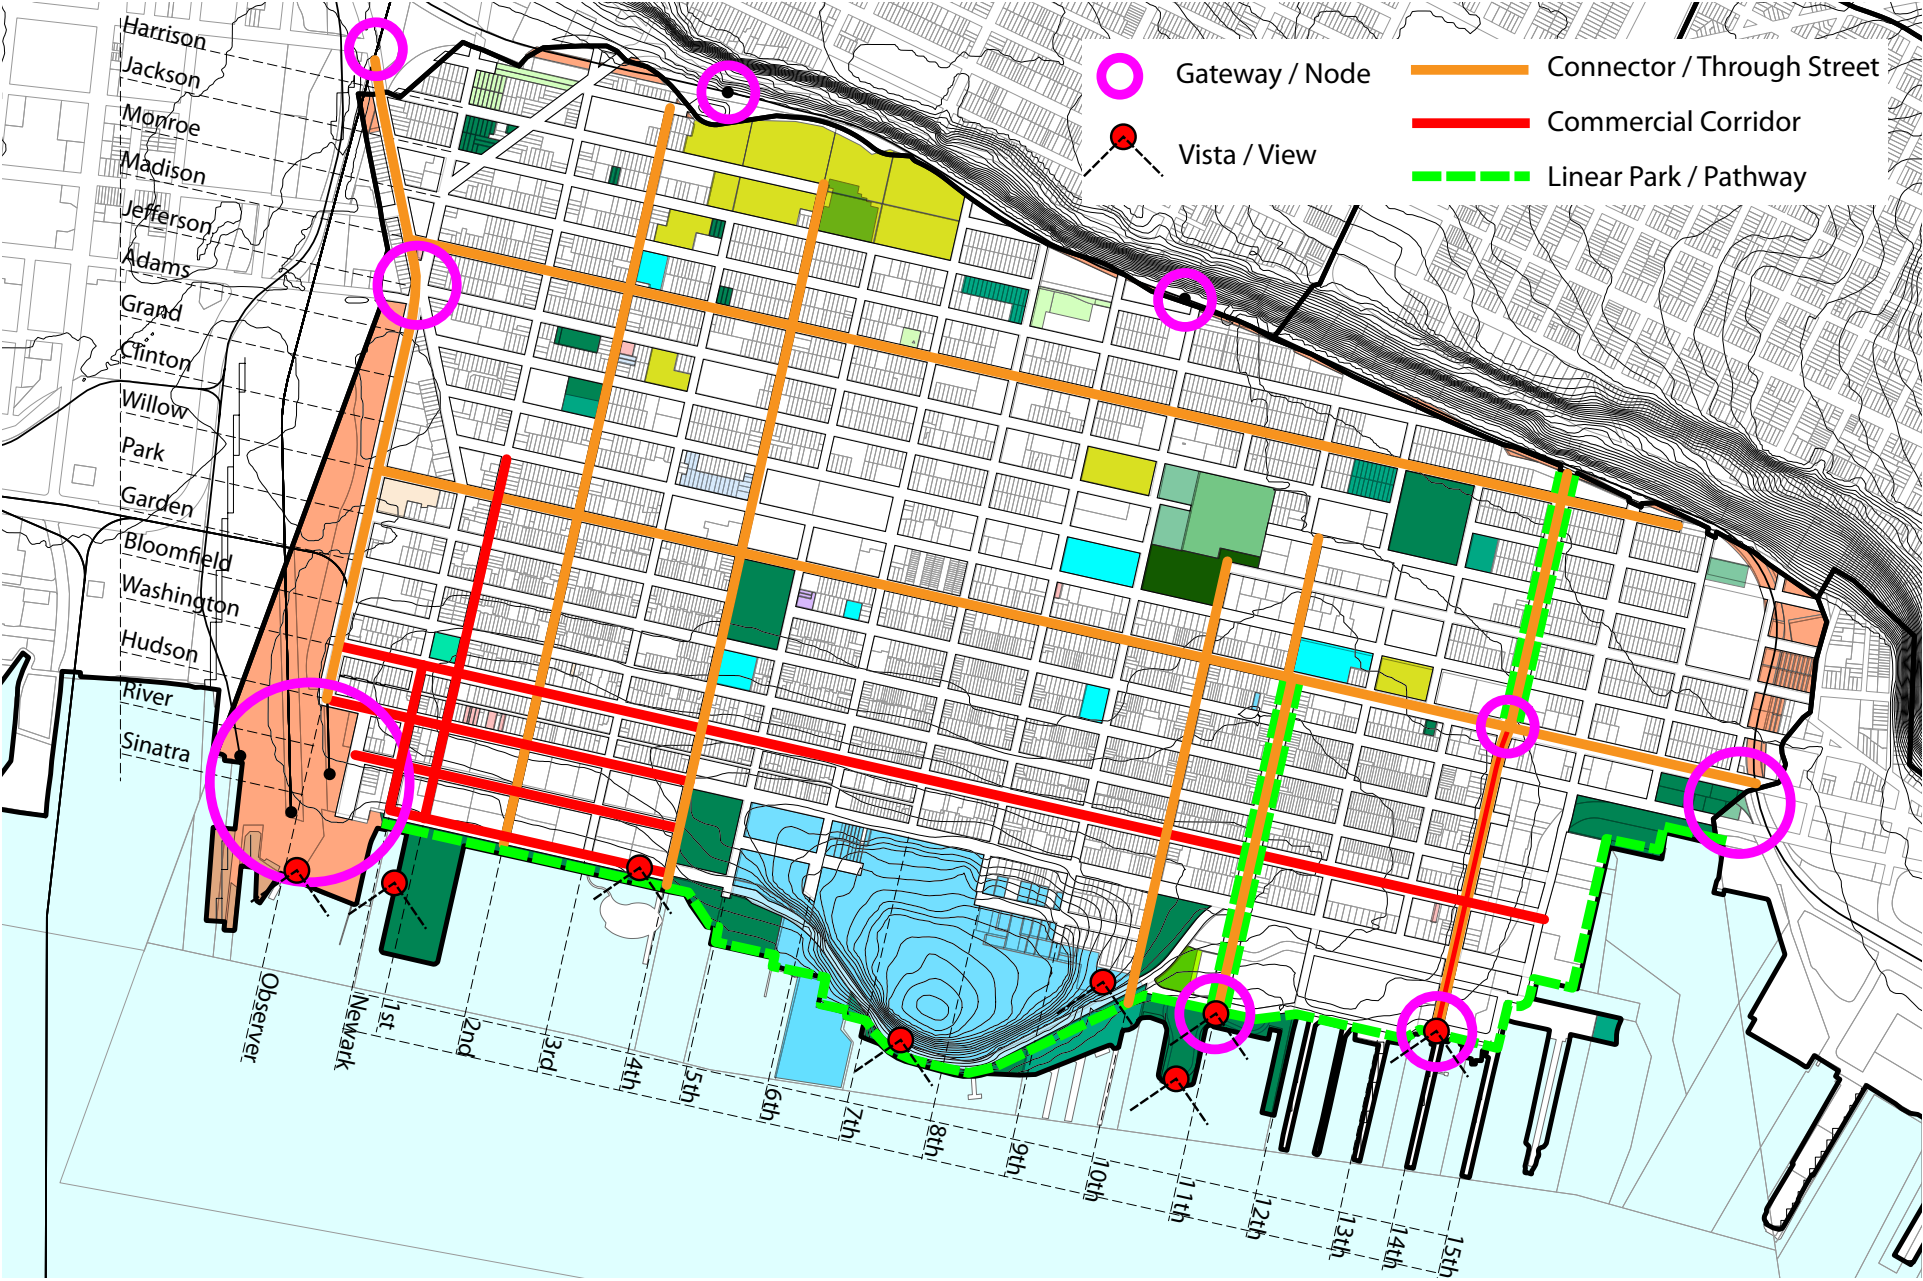 Harrison
Jackson
Monroe
Madison
Jefferson
Adams
Grand
Clinton
Willow
Park
Garden
Bloomfield
Washington
Hudson
River
Sinatra
Gateway / Node
Vista / View
Connector / Through Street
Commercial Corridor
Linear Park / Pathway
Observer
Newark
1st
2nd
3rd
4th
5th
6th
7th
8th
9th
10th
11th
12th
13th
14th
15th